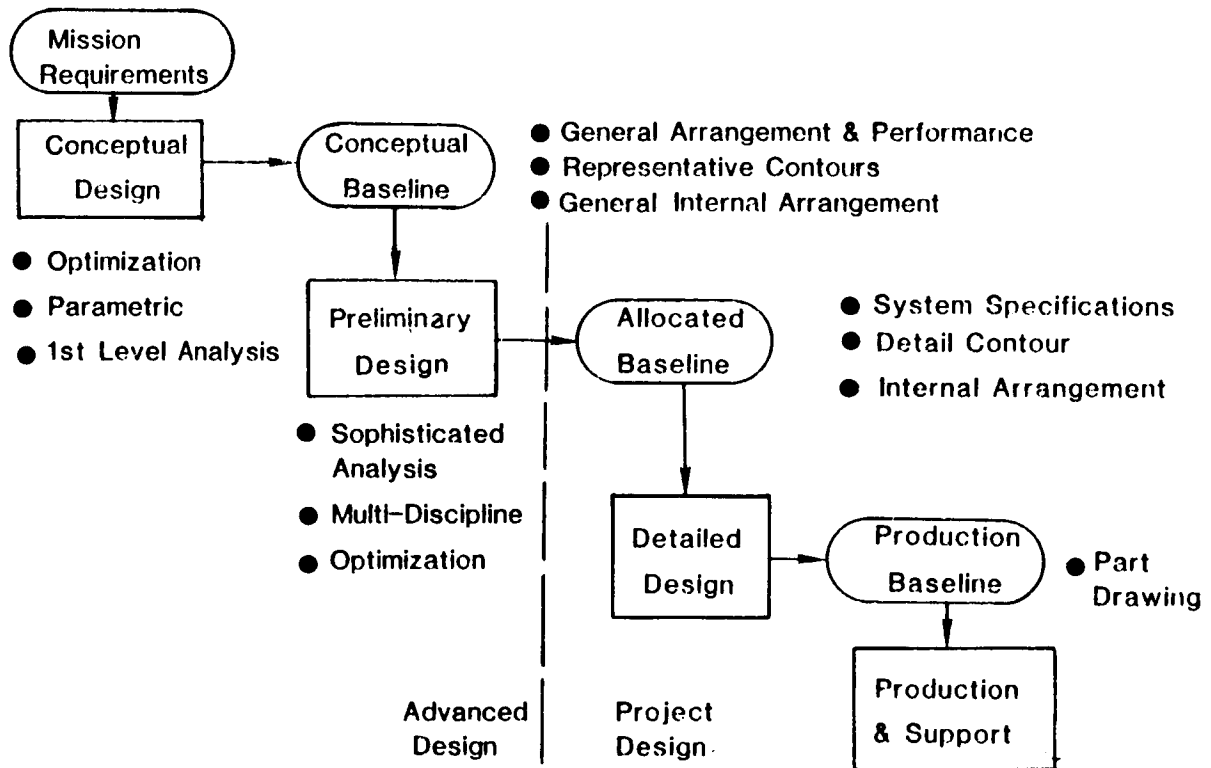 Mission
Requirements
Conceptual
Design
Conceptual
Baseline
● General Arrangement & Performance
● Representative Contours
● General Internal Arrangement
● Optimization
● Parametric
● 1st Level Analysis
Preliminary
Design
Allocated
Baseline
● System Specifications
● Detail Contour
● Internal Arrangement
● Sophisticated
Analysis
● Multi-Discipline
● Optimization
Detailed
Design
Production
Baseline
● Part
Drawing
Production
& Support
Advanced
Design
Project
Design